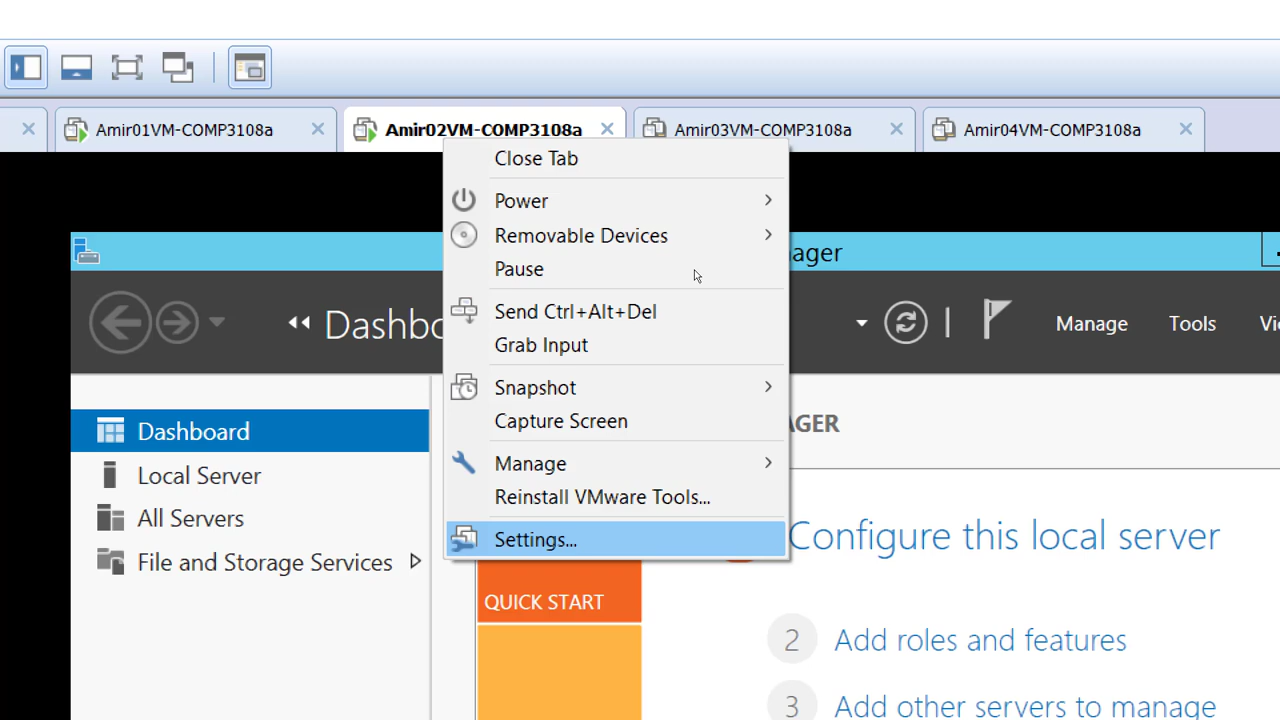 Amir01VM-COMP3108a
Amir02VM-COMP3108a
Amir03VM-COMP3108a
Amir04VM-COMP3108a
Close Tab
Power
Removable Devices
Pause
Send Ctrl+Alt+Del
Grab Input
Snapshot
Capture Screen
Manage
Reinstall VMware Tools...
Settings...
ager
Dashbo
Manage
Tools
Vi
Dashboard
Local Server
All Servers
File and Storage Services
AGER
Configure this local server
QUICK START
2 Add roles and features
3 Add other servers to manage